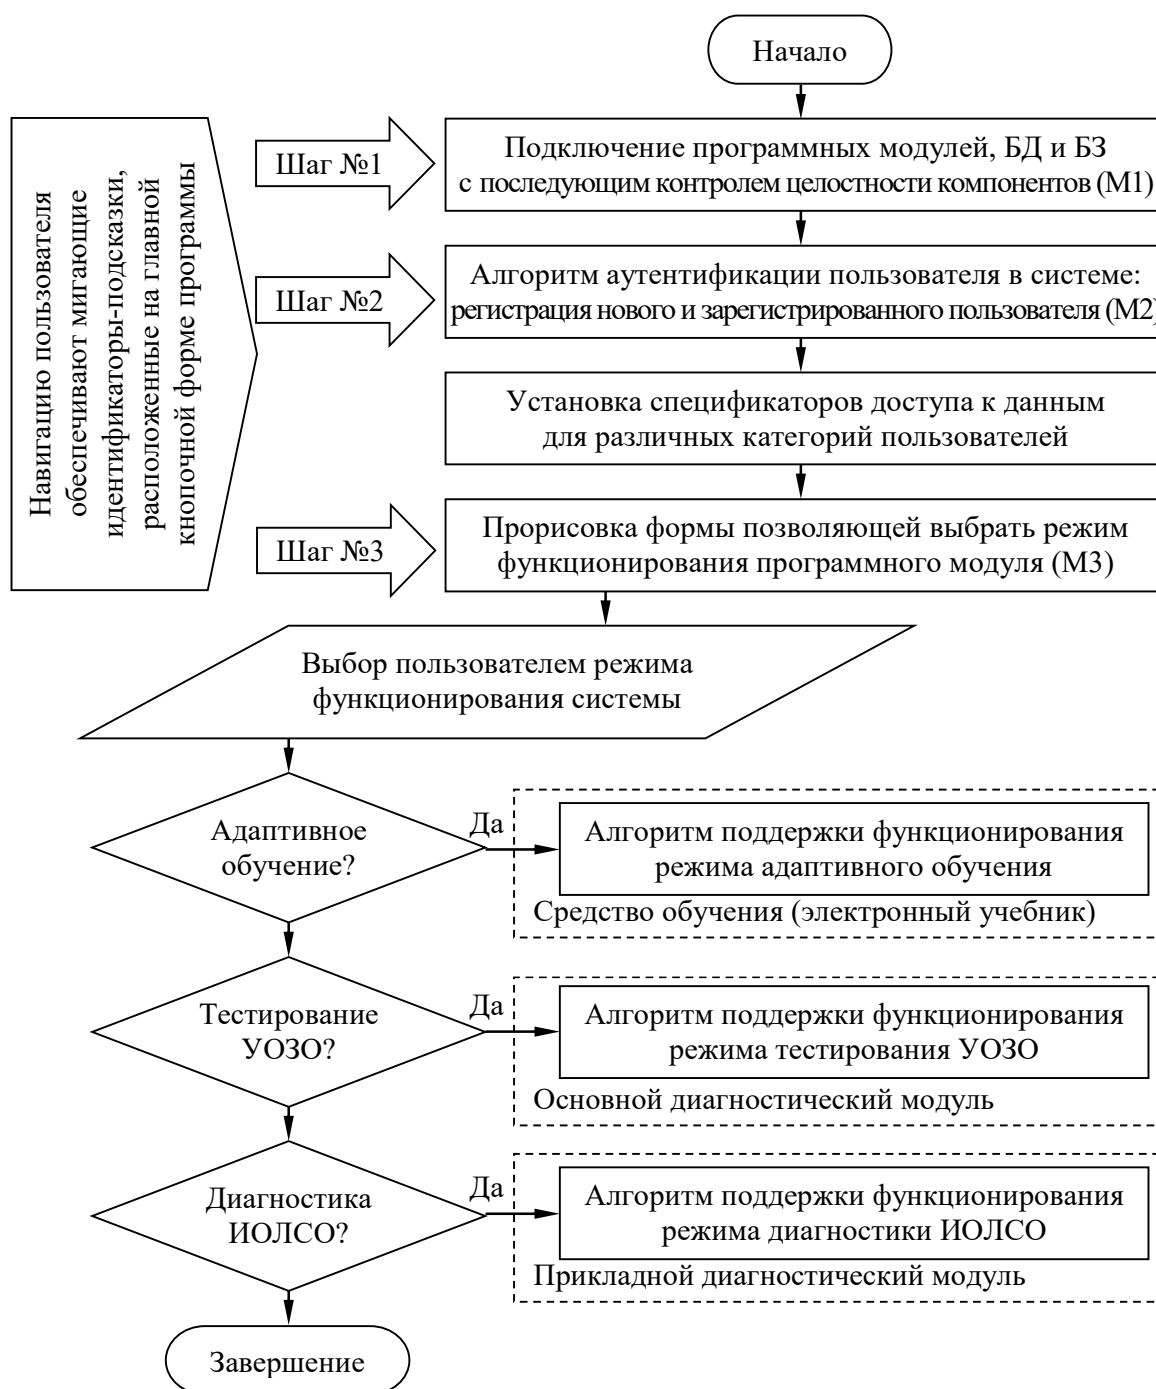 Начало
Навигацию пользователя
обеспечивают мигающие
идентификаторы-подсказки,
расположенные на главной
кнопочной форме программы
Шаг №1
Подключение программных модулей, БД и БЗ
с последующим контролем целостности компонентов (М1)
Шаг №2
Алгоритм аутентификации пользователя в системе:
регистрация нового и зарегистрированного пользователя (М2)
Установка спецификаторов доступа к данным
для различных категорий пользователей
Шаг №3
Прорисовка формы позволяющей выбрать режим
функционирования программного модуля (М3)
Выбор пользователем режима
функционирования системы
Адаптивное
обучение?
Да
Алгоритм поддержки функционирования
режима адаптивного обучения
Средство обучения (электронный учебник)
Тестирование
УОЗО?
Да
Алгоритм поддержки функционирования
режима тестирования УОЗО
Основной диагностический модуль
Диагностика
ИОЛСО?
Да
Алгоритм поддержки функционирования
режима диагностики ИОЛСО
Прикладной диагностический модуль
Завершение